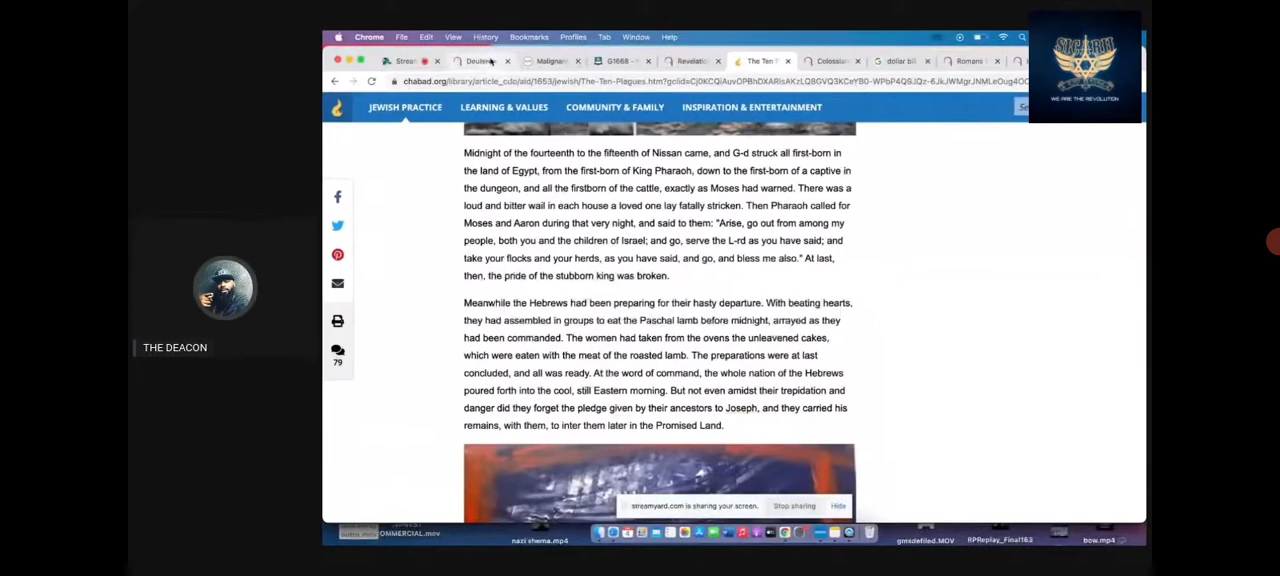 Chrome File Edit View History Bookmarks Profiles Tab Window Help
Stream Malignan G1668 - Revelatio The Ten P Colossian dollar bill Romans
chabad.org/library/article_cdo/aid/1653/jewish/The-Ten-Plagues.htm?
SICARII
WE ARE THE REVOLUTION
JEWISH PRACTICE LEARNING & VALUES COMMUNITY & FAMILY INSPIRATION & ENTERTAINMENT
Midnight of the fourteenth to the fifteenth of Nissan came, and G-d struck all first-born in
the land of Egypt, from the first-born of King Pharaoh, down to the first-born of a captive in
the dungeon, and all the firstborn of the cattle, exactly as Moses had warned. There was a
loud and bitter wail in each house a loved one lay fatally stricken. Then Pharaoh called for
Moses and Aaron during that very night, and said to them: "Arise, go out from among my
people, both you and the children of Israel; and go, serve the L-rd as you have said; and
take your flocks and your herds, as you have said, and go, and bless me also." At last,
then, the pride of the stubborn king was broken.
Meanwhile the Hebrews had been preparing for their hasty departure. With beating hearts,
they had assembled in groups to eat the Paschal lamb before midnight, arrayed as they
had been commanded. The women had taken from the ovens the unleavened cakes,
which were eaten with the meat of the roasted lamb. The preparations were at last
concluded, and all was ready. At the word of command, the whole nation of the Hebrews
poured forth into the cool, still Eastern morning. But not even amidst their trepidation and
danger did they forget the pledge given by their ancestors to Joseph, and they carried his
remains, with them, to inter them later in the Promised Land.
79
THE DEACON
streamyard.com is sharing your screen. Stop sharing Hide
OMMERCIAL.mov
nazi shema.mp4 gmsdefiled.MOV RPReplay_Final163 bow.mp4